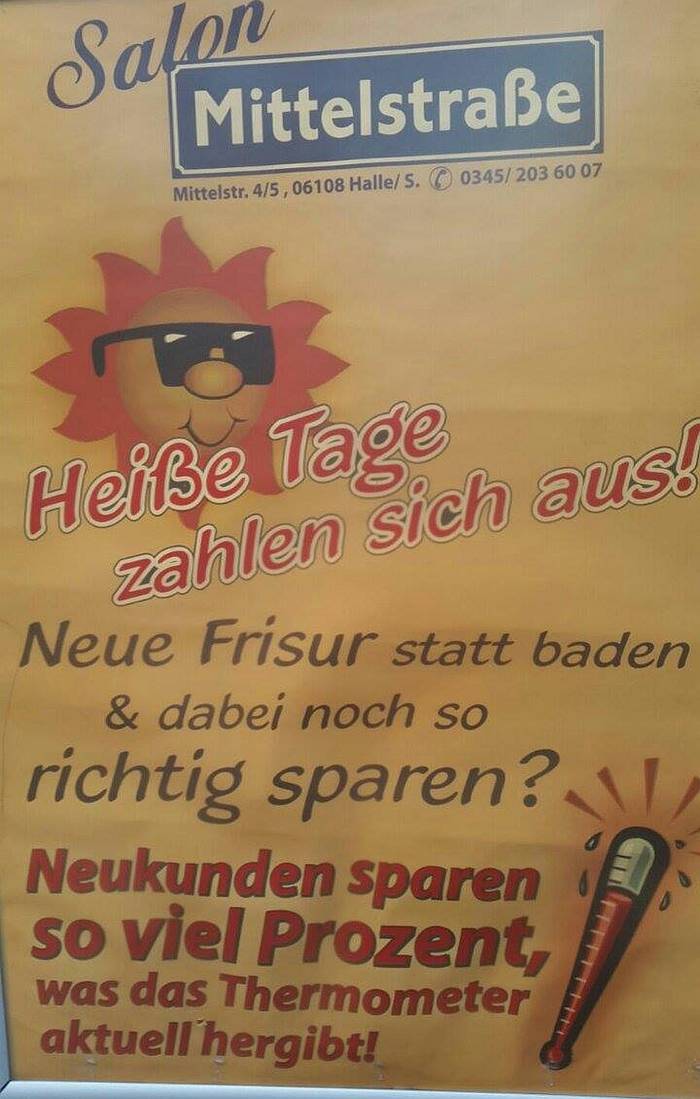 Salon
Mittelstraße
Mittelstr. 4/5 , 06108 Halle/ S. ✆ 0345/ 203 60 07
Heiße Tage
zahlen sich aus!
Neue Frisur statt baden
& dabei noch so
richtig sparen?
Neukunden sparen
so viel Prozent,
was das Thermometer
aktuell hergibt!